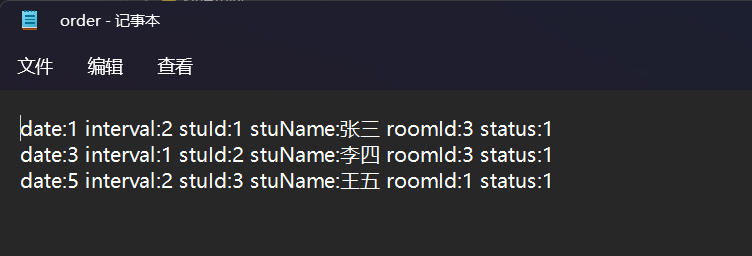 order - 记事本
文件 编辑 查看
date:1 interval:2 stuId:1 stuName:张三 roomId:3 status:1
date:3 interval:1 stuId:2 stuName:李四 roomId:3 status:1
date:5 interval:2 stuId:3 stuName:王五 roomId:1 status:1